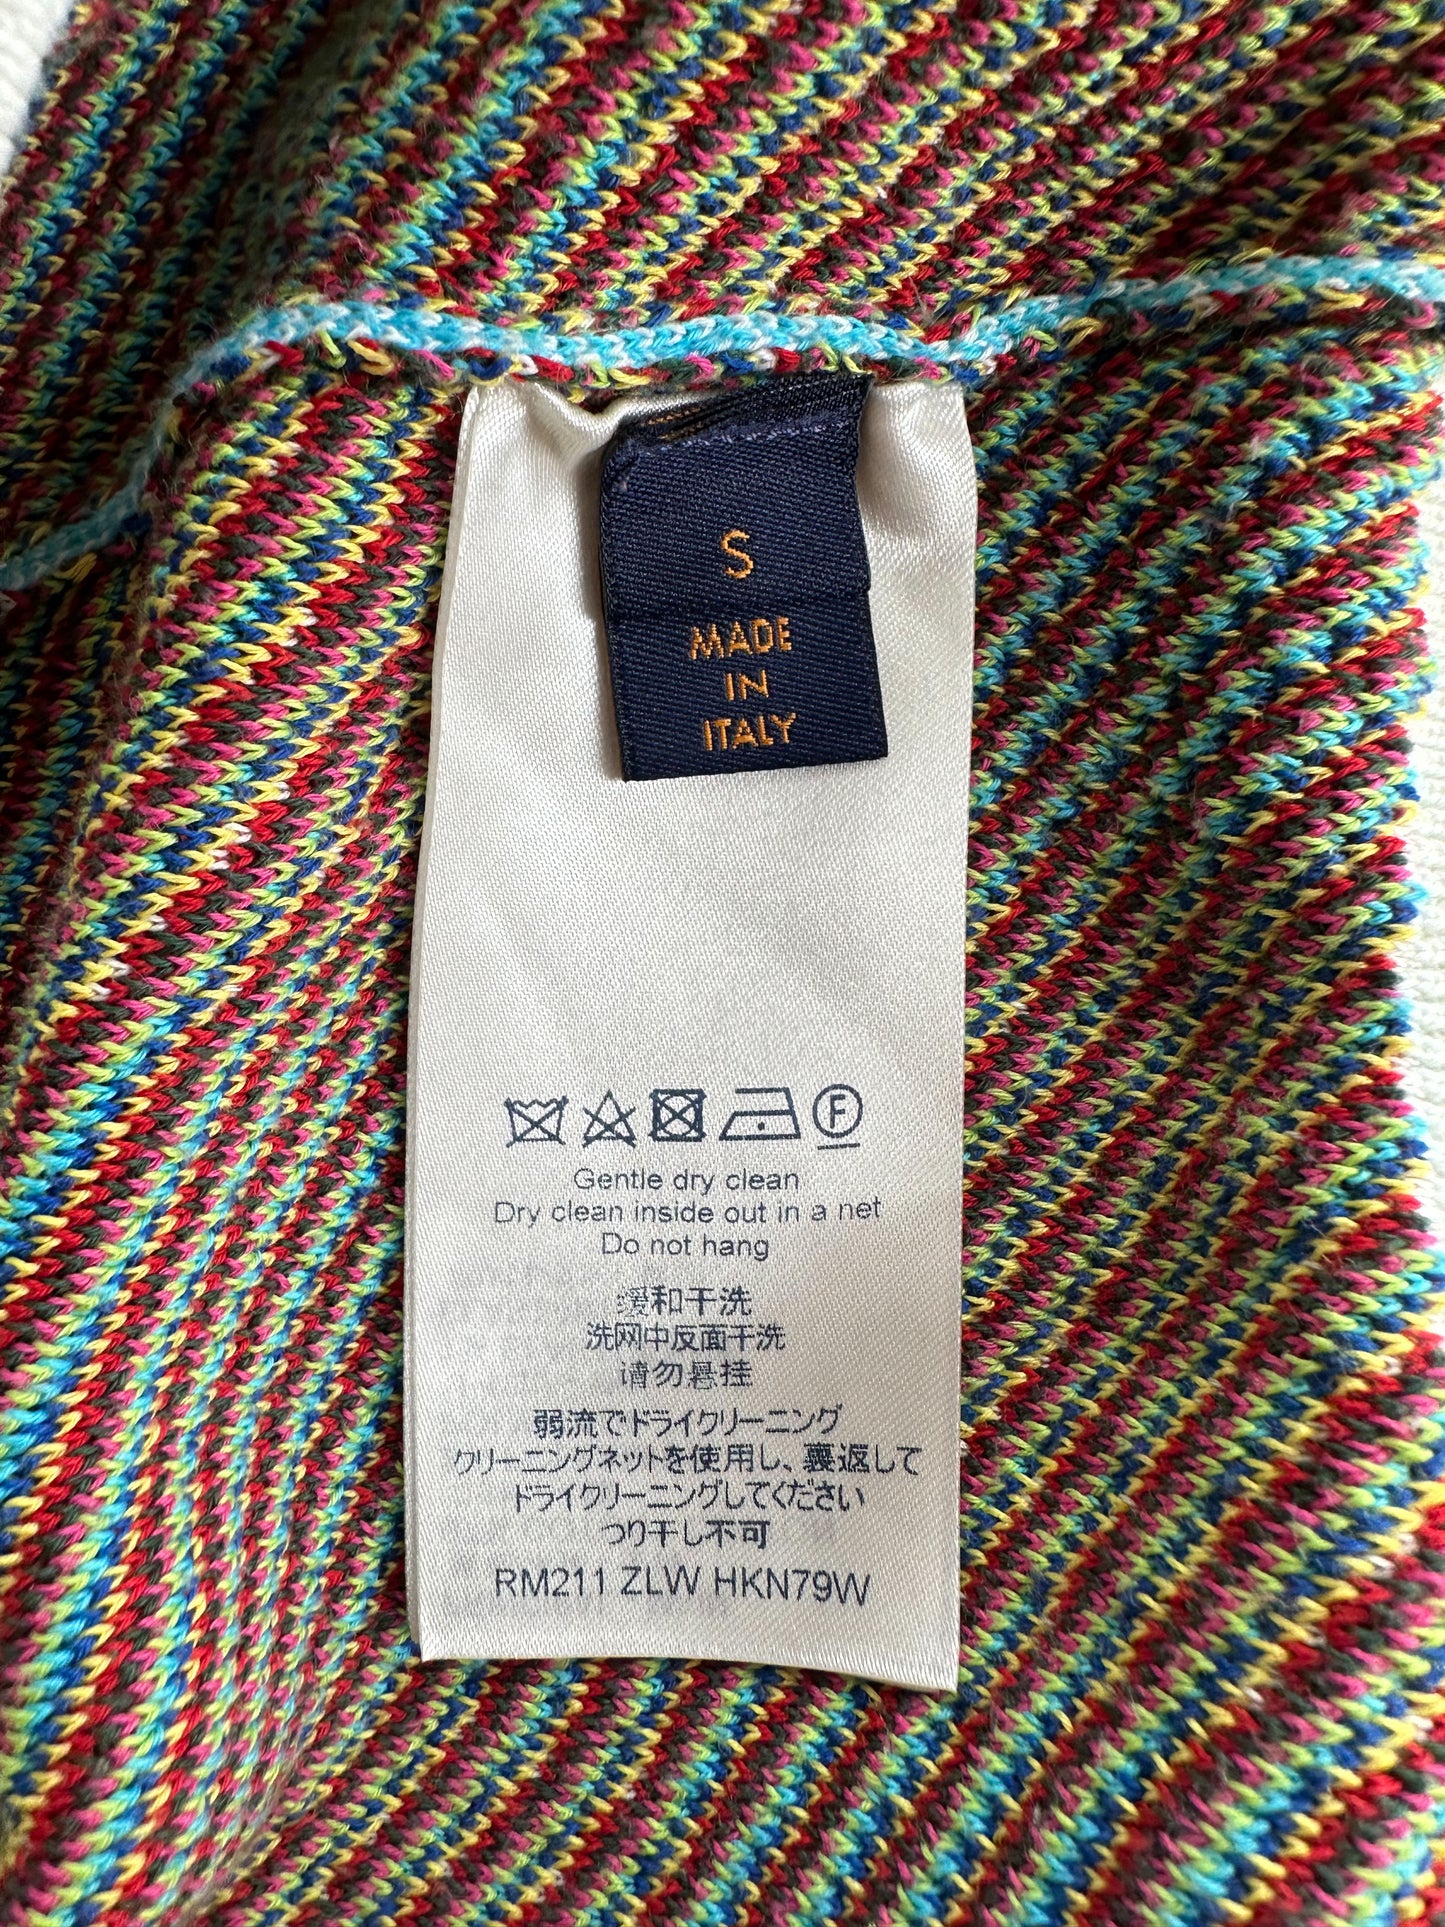 S
MADE
IN
ITALY
F
Gentle dry clean
Dry clean inside out in a net
Do not hang
缓和干洗
洗网中反面干洗
请勿悬挂
弱流でドライクリーニング
クリーニングネットを使用し、裏返して
ドライクリーニングしてください
つり干し不可
RM211 ZLW HKN79W